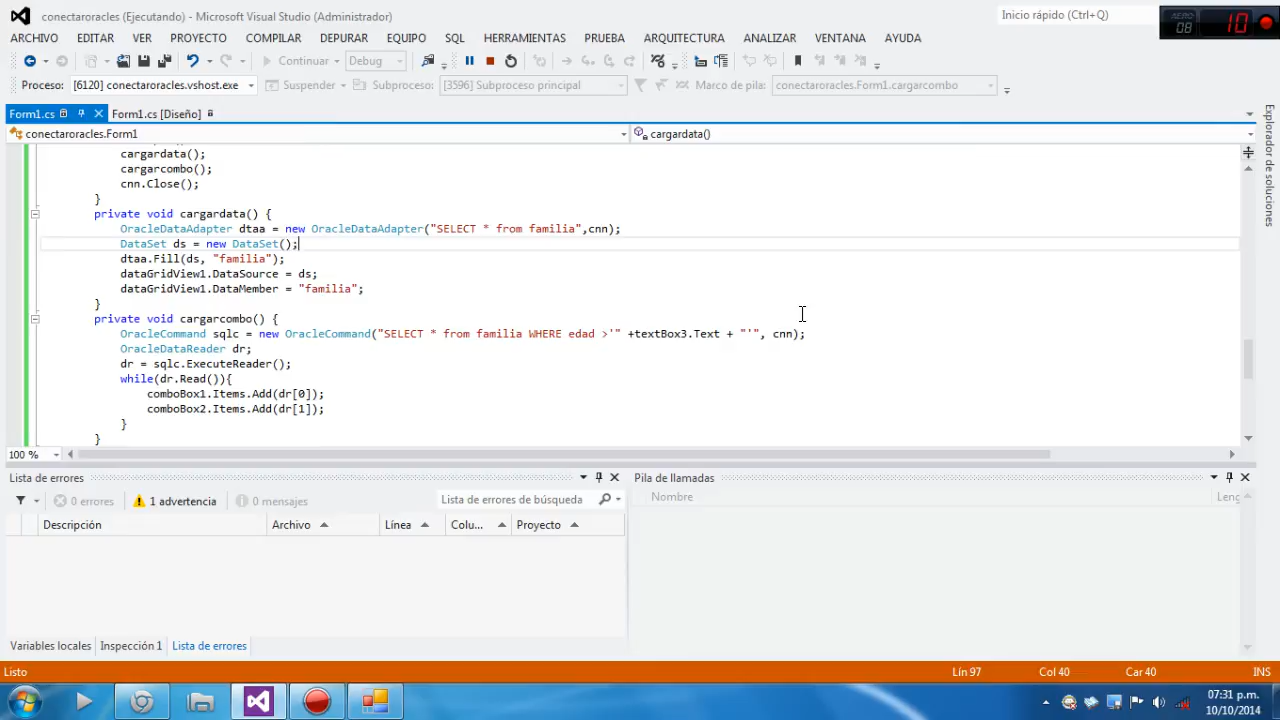 conectaroracles (Ejecutando) - Microsoft Visual Studio (Administrador)
Inicio rápido (Ctrl+Q)
AERO
08
10
ARCHIVO EDITAR VER PROYECTO COMPILAR DEPURAR EQUIPO SQL HERRAMIENTAS PRUEBA ARQUITECTURA ANALIZAR VENTANA AYUDA
Continuar Debug
Proceso: [6120] conectaroracles.vshost.exe Suspender Subproceso: [3396] Subproceso principal Marco de pila: conectaroracles.Form1.cargarcombo
Form1.cs Form1.cs [Diseño]
Explorador de soluciones
conectaroracles.Form1 cargardata()
cargardata();
cargarcombo();
cnn.Close();
}
private void cargardata() {
OracleDataAdapter dtaa = new OracleDataAdapter("SELECT * from familia",cnn);
DataSet ds = new DataSet();
dtaa.Fill(ds, "familia");
dataGridView1.DataSource = ds;
dataGridView1.DataMember = "familia";
}
private void cargarcombo() {
OracleCommand sqlc = new OracleCommand("SELECT * from familia WHERE edad >'" +textBox3.Text + "'", cnn);
OracleDataReader dr;
dr = sqlc.ExecuteReader();
while(dr.Read()){
comboBox1.Items.Add(dr[0]);
comboBox2.Items.Add(dr[1]);
}
}
100 %
Lista de errores Pila de llamadas
0 errores 1 advertencia 0 mensajes Lista de errores de búsqueda
Nombre Leng
Descripción Archivo Línea Colu... Proyecto
Variables locales Inspección 1 Lista de errores
Listo Lín 97 Col 40 Car 40 INS
07:31 p.m.
10/10/2014